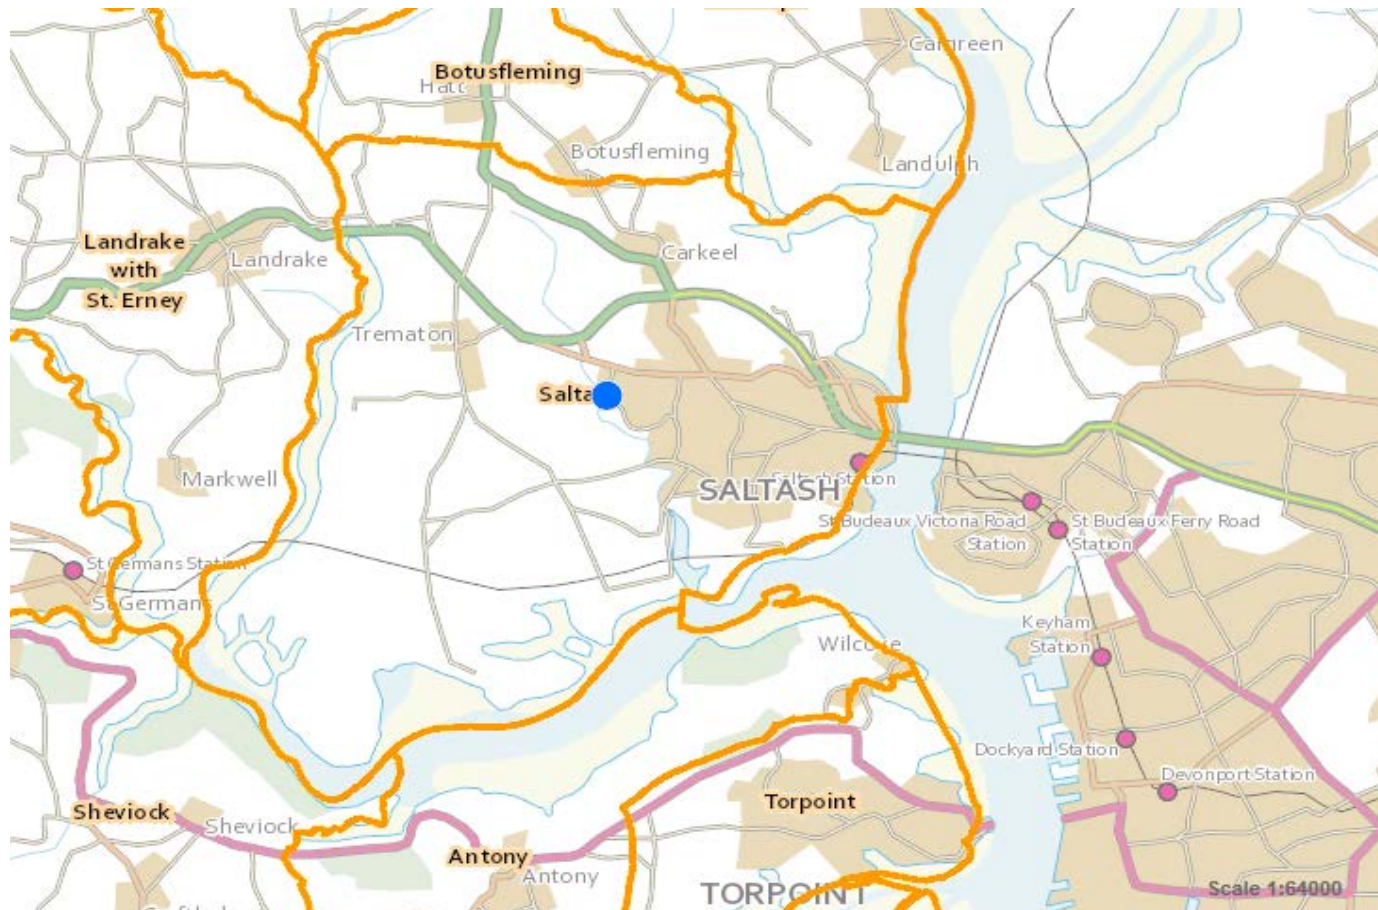 Cargreen
Botusfleming
Hatt
Botusfleming
Landulph
Landrake
with
St. Erney
Landrake
Carkeel
Trematon
Markwell
SALTASH
Saltash Station
St Budeaux Victoria Road
Station
St Budeaux Ferry Road
Station
St Germans Station
St Germans
Keyham
Station
Wilcove
Dockyard Station
Devonport Station
Torpoint
Sheviock
Sheviock
Antony
Antony
TORPOINT
Scale 1:64000